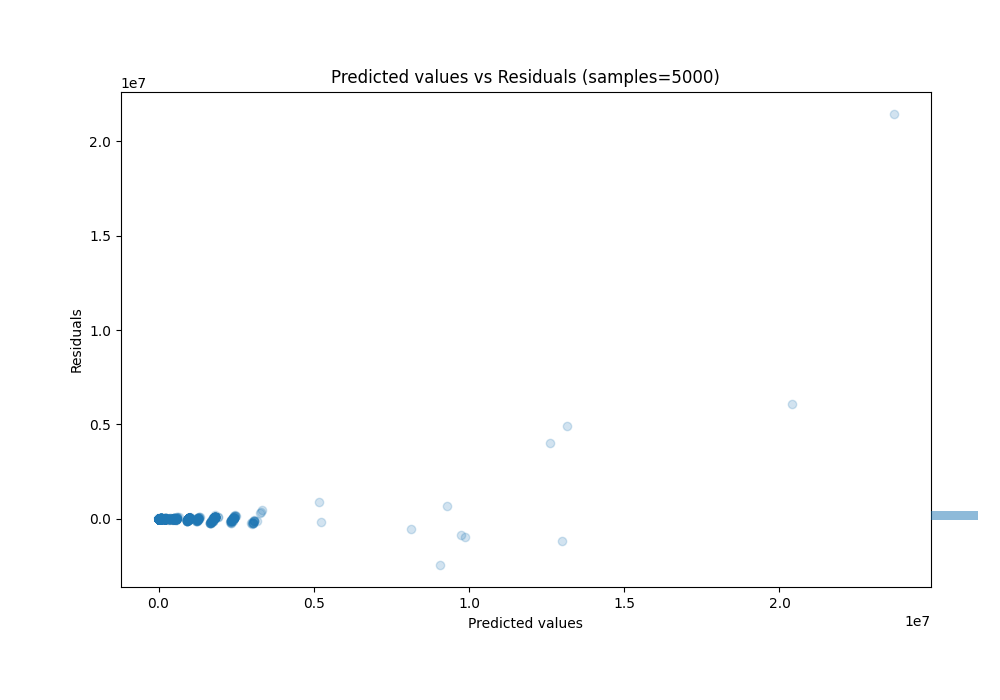 Predicted values vs Residuals (samples=5000)
1e7
2.0
1.5
1.0
0.5
0.0
Residuals
0.0 0.5 1.0 1.5 2.0
1e7
Predicted values